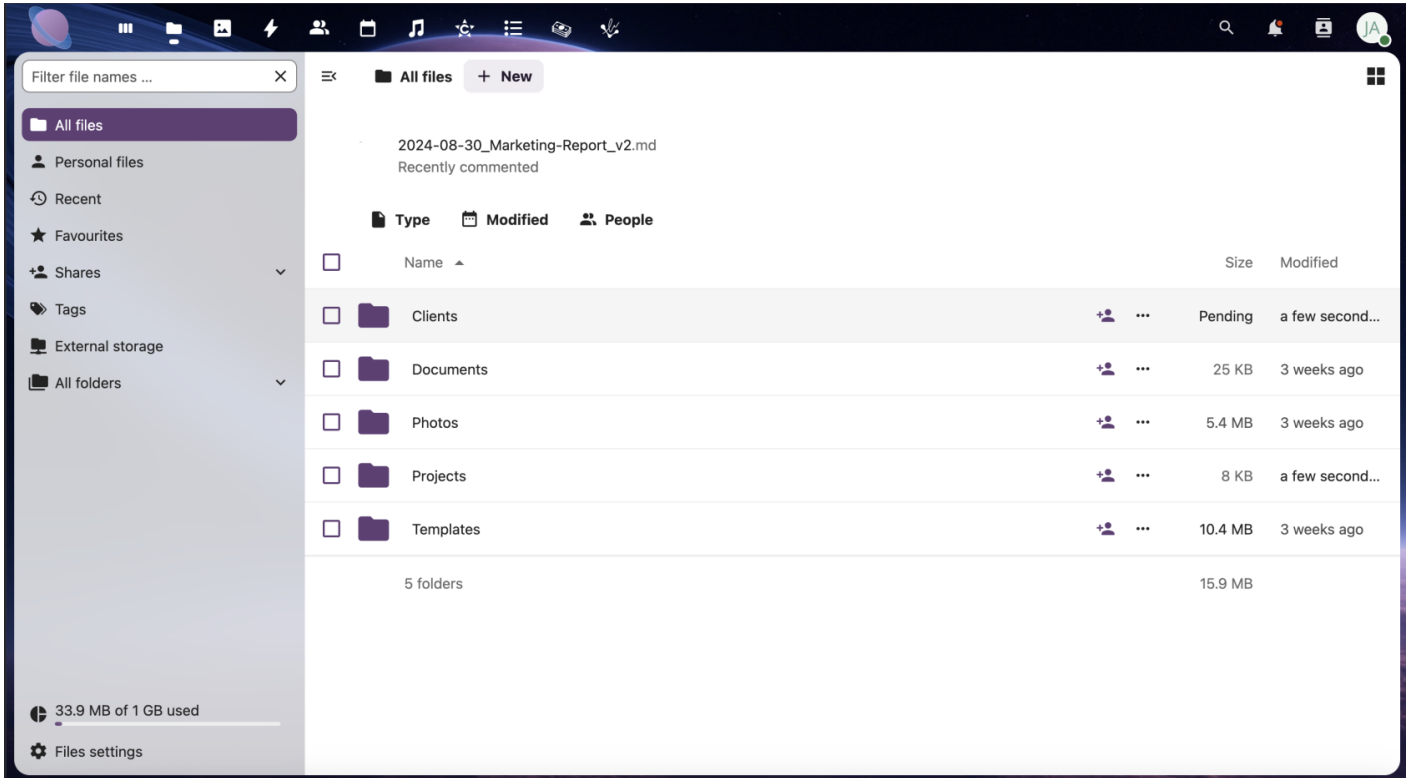 JA
Filter file names ...
All files
+ New
All files
Personal files
Recent
Favourites
Shares
Tags
External storage
All folders
2024-08-30_Marketing-Report_v2.md
Recently commented
Type Modified People
Name Size Modified
Clients Pending a few second...
Documents 25 KB 3 weeks ago
Photos 5.4 MB 3 weeks ago
Projects 8 KB a few second...
Templates 10.4 MB 3 weeks ago
5 folders 15.9 MB
33.9 MB of 1 GB used
Files settings